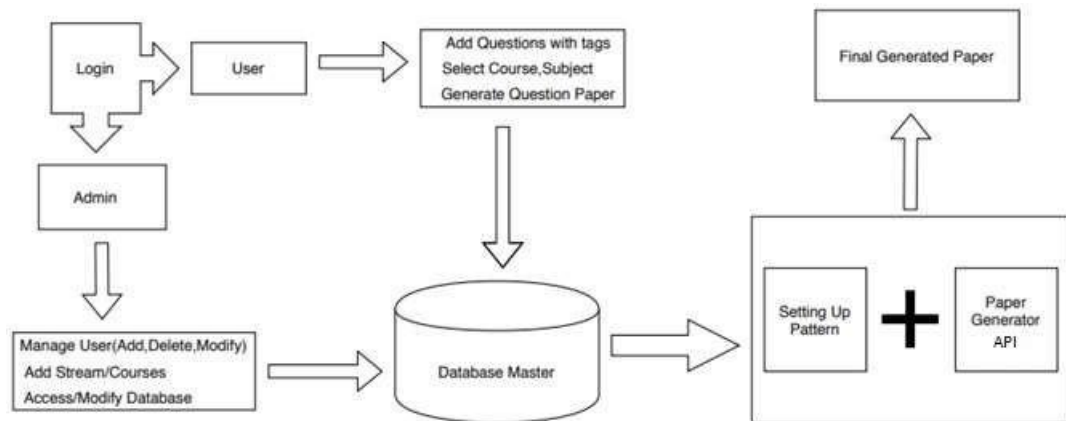 Login
User
Add Questions with tags
Select Course,Subject
Generate Question Paper
Final Generated Paper
Admin
Manage User(Add,Delete,Modify)
Add Stream/Courses
Access/Modify Database
Database Master
Setting Up
Pattern
Paper
Generator
API